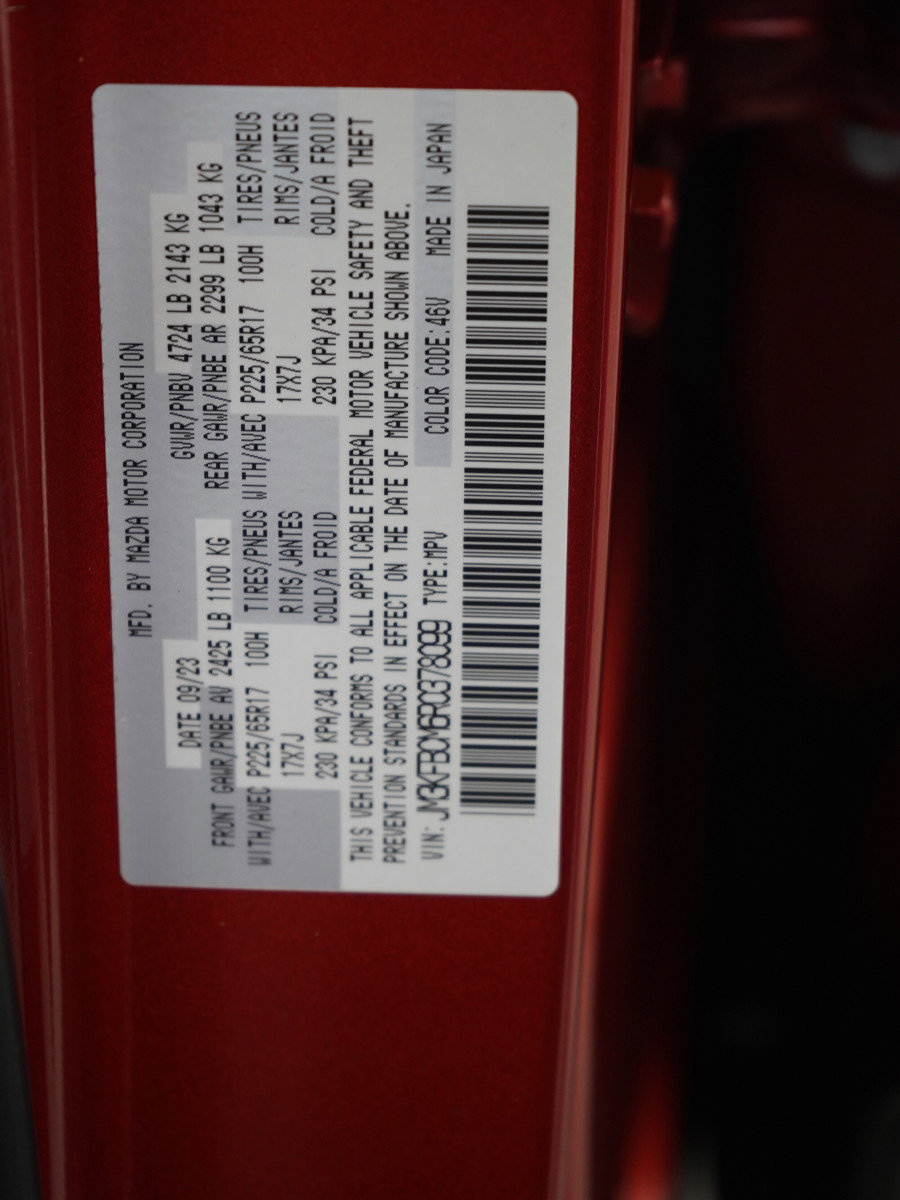 MFD. BY MAZDA MOTOR CORPORATION
DATE 09/23 GVWR/PNBV 4724 LB 2143 KG
FRONT GAWR/PNBE AV 2425 LB 1100 KG REAR GAWR/PNBE AR 2299 LB 1043 KG
WITH/AVEC P225/65R17 100H TIRES/PNEUS WITH/AVEC P225/65R17 100H TIRES/PNEUS
17X7J RIMS/JANTES 17X7J RIMS/JANTES
230 KPA/34 PSI COLD/A FROID 230 KPA/34 PSI COLD/A FROID
THIS VEHICLE CONFORMS TO ALL APPLICABLE FEDERAL MOTOR VEHICLE SAFETY AND THEFT
PREVENTION STANDARDS IN EFFECT ON THE DATE OF MANUFACTURE SHOWN ABOVE.
VIN: JM3KFBCM6R0378099 TYPE:MPV COLOR CODE:46V MADE IN JAPAN